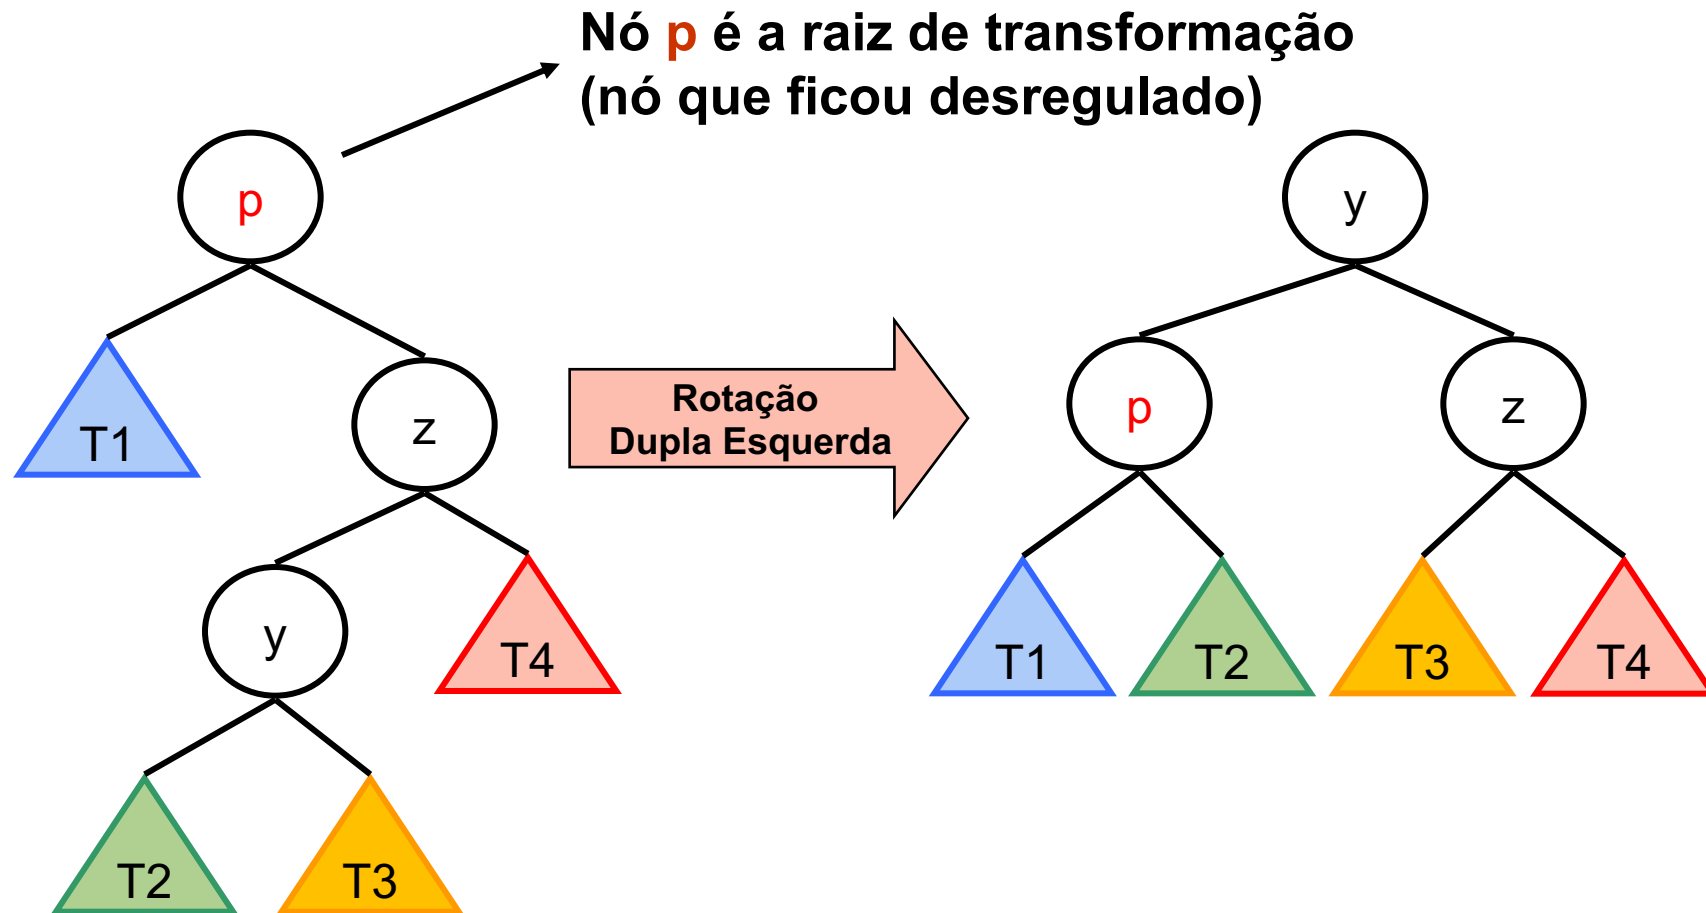 Nó p é a raiz de transformação
(nó que ficou desregulado)
p
T1
z
y
T4
T2
T3
Rotação
Dupla Esquerda
y
p
z
T1
T2
T3
T4